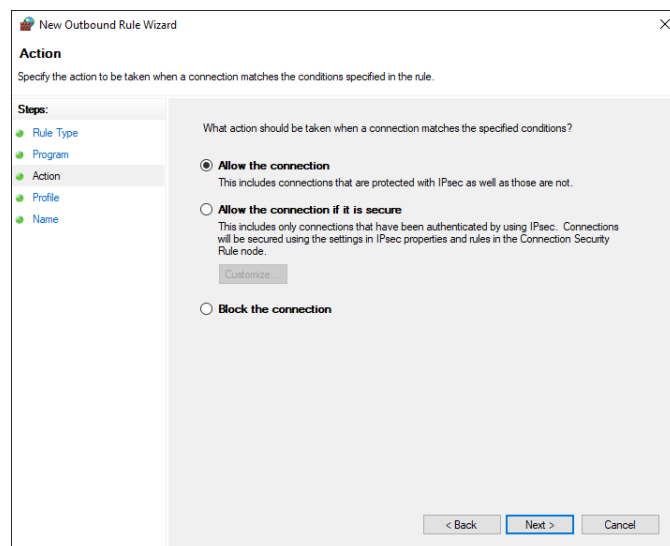 New Outbound Rule Wizard
Action
Specify the action to be taken when a connection matches the conditions specified in the rule.
Steps:
Rule Type
Program
Action
Profile
Name
What action should be taken when a connection matches the specified conditions?
Allow the connection
This includes connections that are protected with IPsec as well as those are not.
Allow the connection if it is secure
This includes only connections that have been authenticated by using IPsec. Connections
will be secured using the settings in IPsec properties and rules in the Connection Security
Rule node.
Customize...
Block the connection
< Back
Next >
Cancel